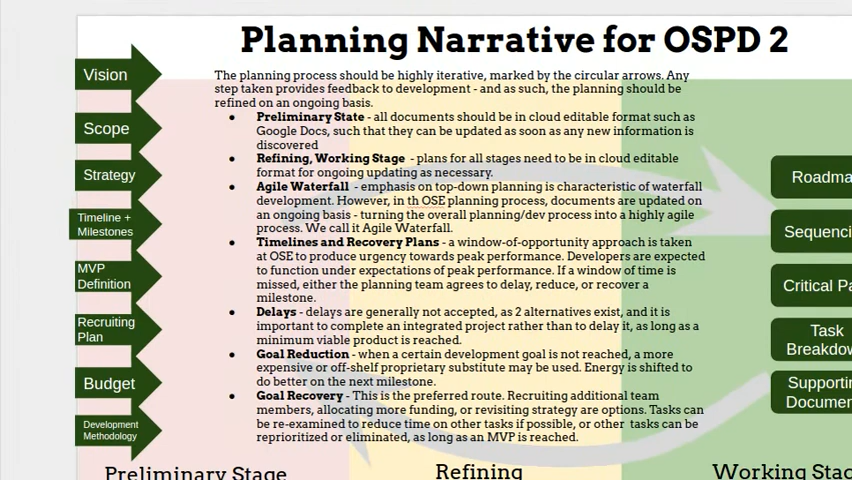 Planning Narrative for OSPD 2
Vision
Scope
Strategy
Timeline +
Milestones
MVP
Definition
Recruiting
Plan
Budget
Development
Methodology
The planning process should be highly iterative, marked by the circular arrows. Any
step taken provides feedback to development - and as such, the planning should be
refined on an ongoing basis.
● Preliminary State - all documents should be in cloud editable format such as
Google Docs, such that they can be updated as soon as any new information is
discovered
● Refining, Working Stage - plans for all stages need to be in cloud editable
format for ongoing updating as necessary.
● Agile Waterfall - emphasis on top-down planning is characteristic of waterfall
development. However, in th OSE planning process, documents are updated on
an ongoing basis - turning the overall planning/dev process into a highly agile
process. We call it Agile Waterfall.
● Timelines and Recovery Plans - a window-of-opportunity approach is taken
at OSE to produce urgency towards peak performance. Developers are expected
to function under expectations of peak performance. If a window of time is
missed, either the planning team agrees to delay, reduce, or recover a
milestone.
● Delays - delays are generally not accepted, as 2 alternatives exist, and it is
important to complete an integrated project rather than to delay it, as long as a
minimum viable product is reached.
● Goal Reduction - when a certain development goal is not reached, a more
expensive or off-shelf proprietary substitute may be used. Energy is shifted to
do better on the next milestone.
● Goal Recovery - This is the preferred route. Recruiting additional team
members, allocating more funding, or revisiting strategy are options. Tasks can
be re-examined to reduce time on other tasks if possible, or other tasks can be
reprioritized or eliminated, as long as an MVP is reached.
Roadma
Sequenci
Critical Pa
Task
Breakdow
Supportin
Documen
Preliminary Stage
Refining
Working Stag